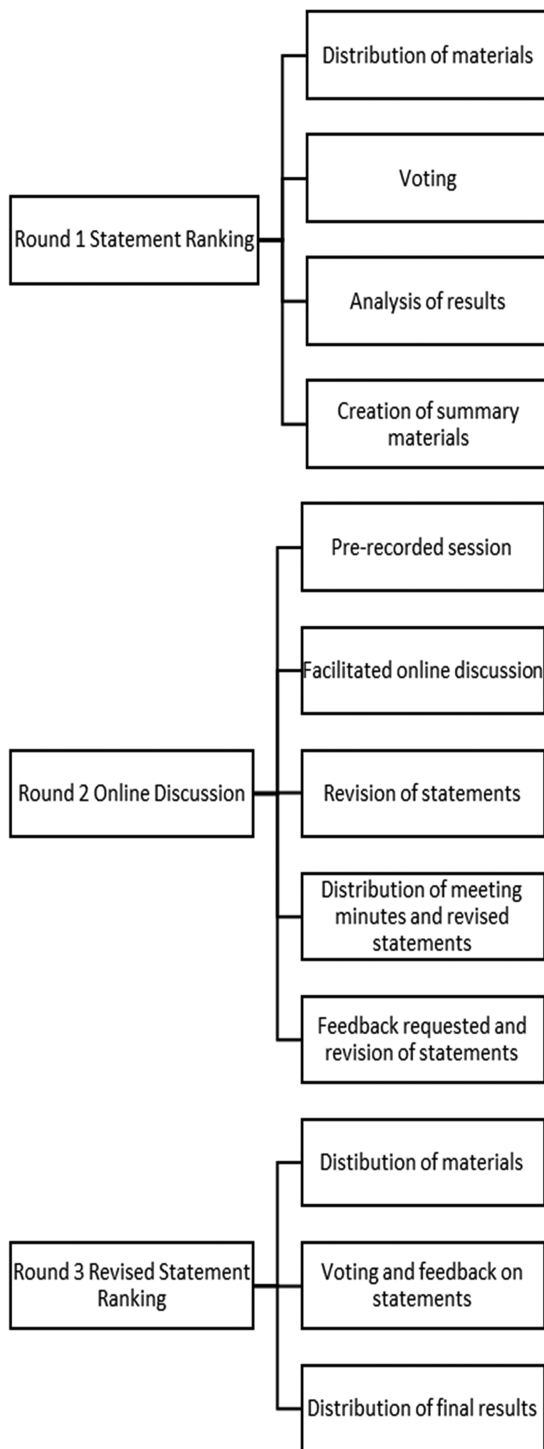 Round 1 Statement Ranking
Distribution of materials
Voting
Analysis of results
Creation of summary
materials
Round 2 Online Discussion
Pre-recorded session
Facilitated online discussion
Revision of statements
Distribution of meeting
minutes and revised
statements
Feedback requested and
revision of statements
Round 3 Revised Statement
Ranking
Distibution of materials
Voting and feedback on
statements
Distribution of final results